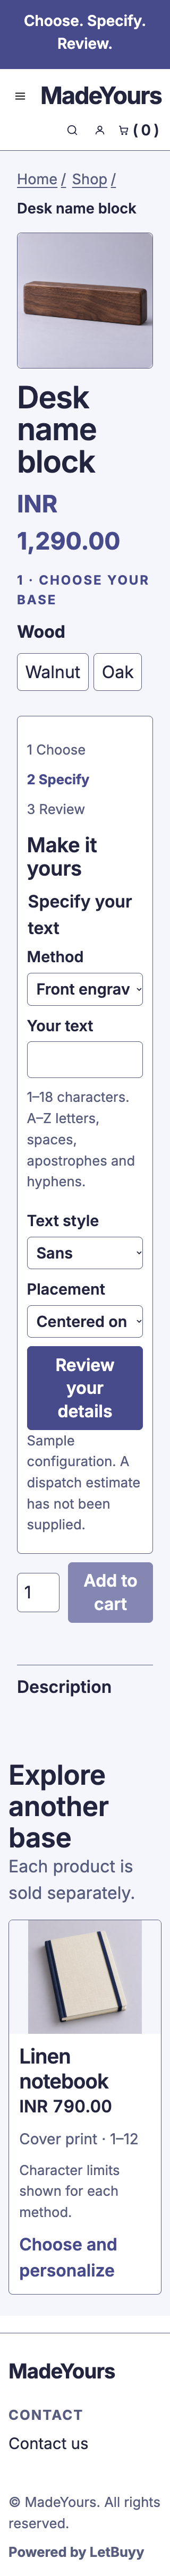 Choose. Specify.
Review.
MadeYours
( 0 )
Home / Shop /
Desk name block
Desk
name
block
INR
1,290.00
1 · CHOOSE YOUR
BASE
Wood
Walnut Oak
1 Choose
2 Specify
3 Review
Make it
yours
Specify your
text
Method
Front engrav
Your text
1–18 characters.
A–Z letters,
spaces,
apostrophes and
hyphens.
Text style
Sans
Placement
Centered on
Review
your
details
Sample
configuration. A
dispatch estimate
has not been
supplied.
1
Add to
cart
Description
Explore
another
base
Each product is
sold separately.
Linen
notebook
INR 790.00
Cover print · 1–12
Character limits
shown for each
method.
Choose and
personalize
MadeYours
CONTACT
Contact us
© MadeYours. All rights
reserved.
Powered by LetBuyy